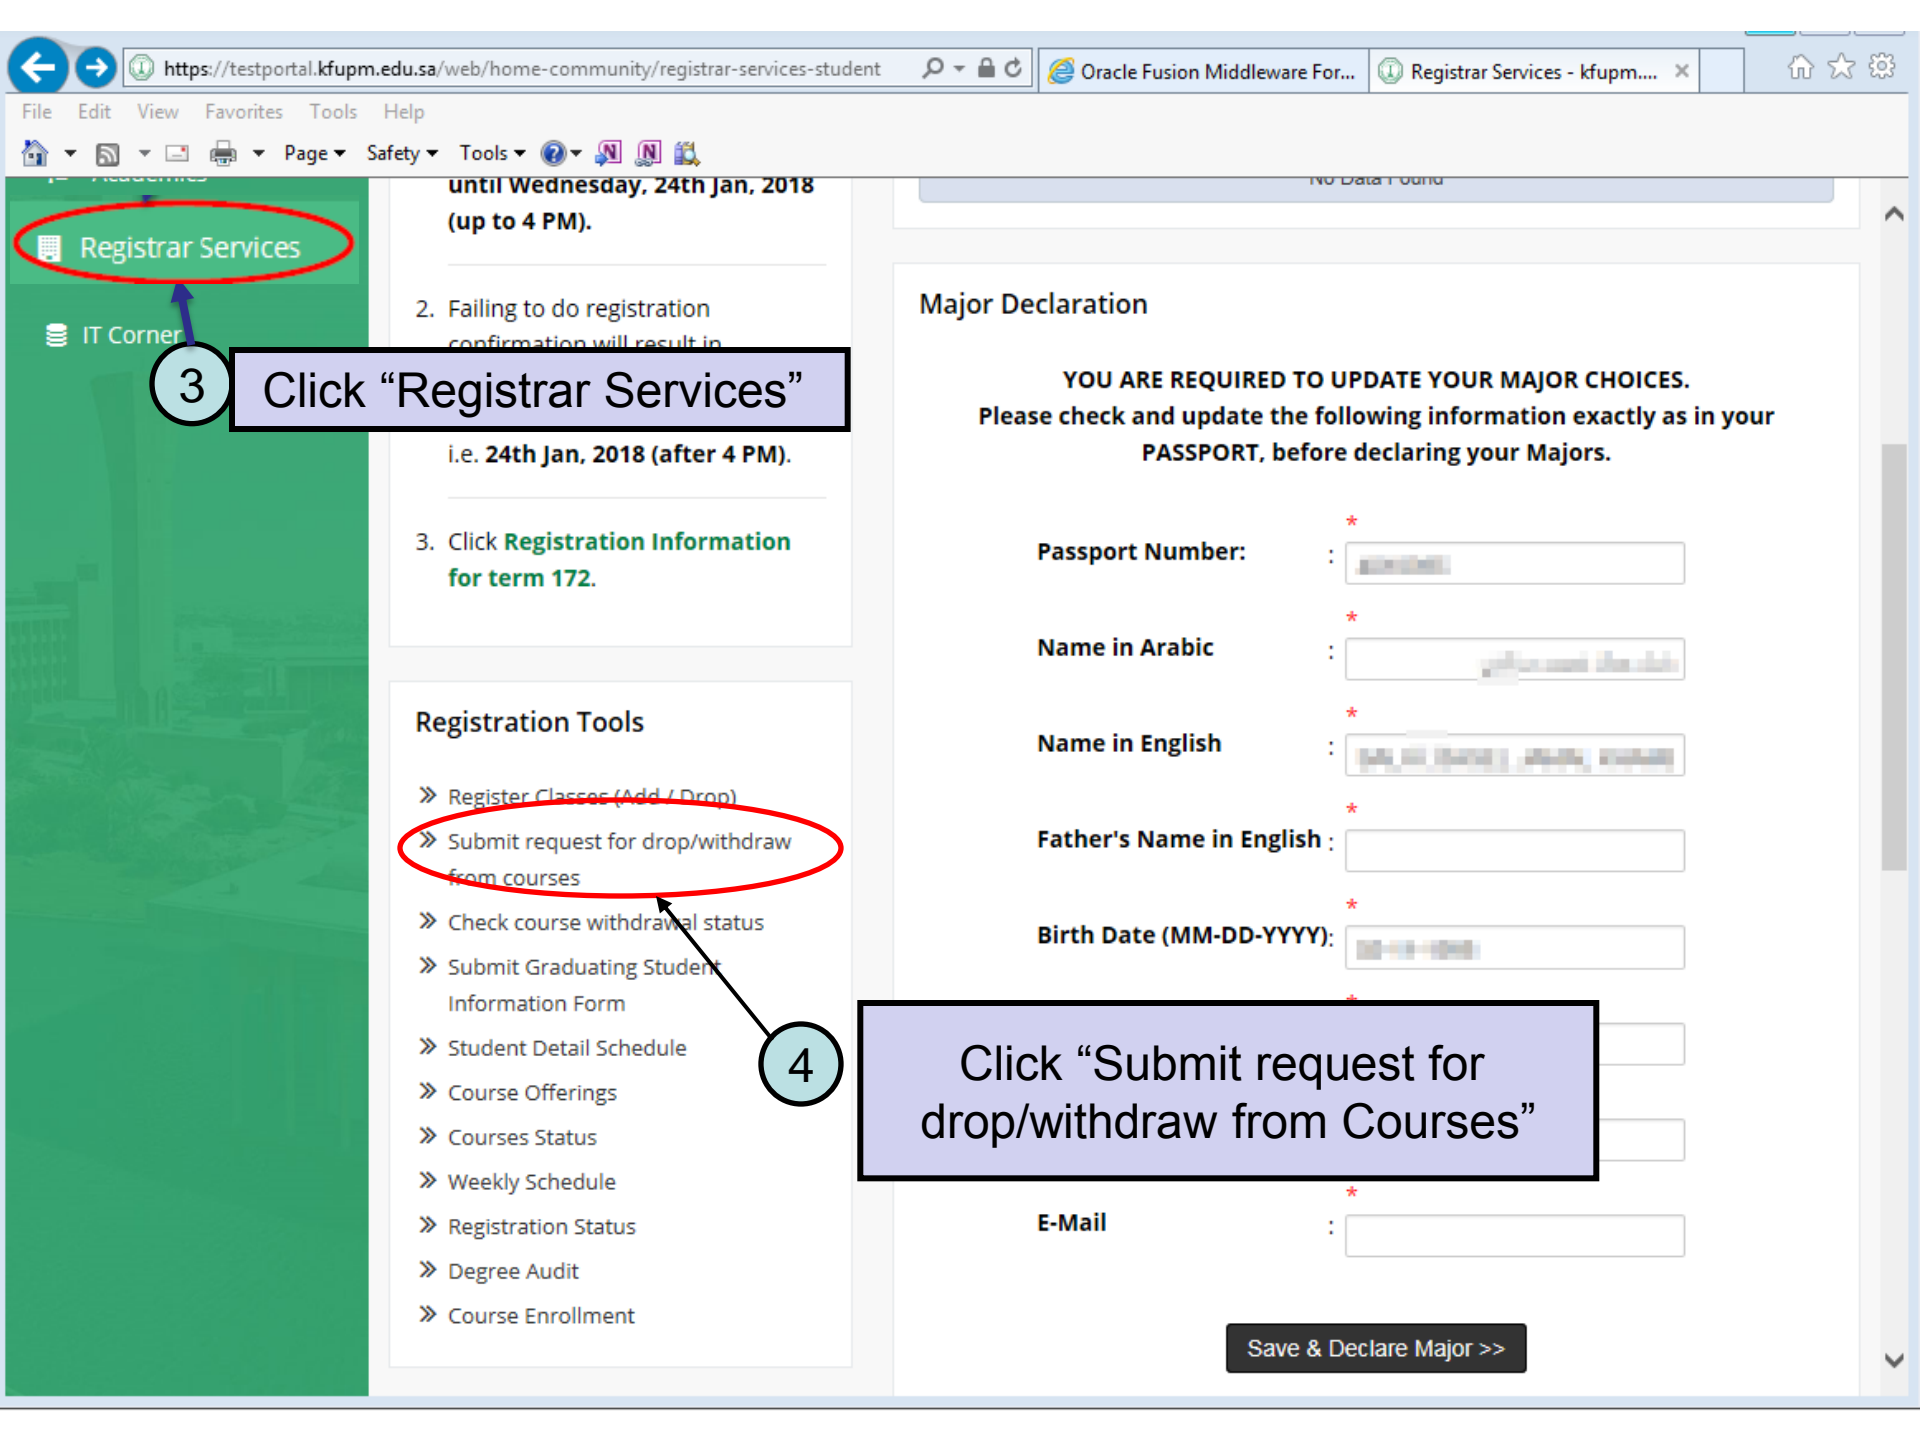 https://testportal.kfupm.edu.sa/web/home-community/registrar-services-student
Oracle Fusion Middleware For...
Registrar Services - kfupm....
File Edit View Favorites Tools Help
Page Safety Tools
Academics
Registrar Services
IT Corner
3
Click “Registrar Services”
until Wednesday, 24th Jan, 2018
(up to 4 PM).
2. Failing to do registration
confirmation will result in
i.e. 24th Jan, 2018 (after 4 PM).
3. Click Registration Information
for term 172.
Registration Tools
Register Classes (Add / Drop)
Submit request for drop/withdraw
from courses
Check course withdrawal status
Submit Graduating Student
Information Form
Student Detail Schedule
Course Offerings
Courses Status
Weekly Schedule
Registration Status
Degree Audit
Course Enrollment
4
Click “Submit request for
drop/withdraw from Courses”
No Data Found
Major Declaration
YOU ARE REQUIRED TO UPDATE YOUR MAJOR CHOICES.
Please check and update the following information exactly as in your
PASSPORT, before declaring your Majors.
*
Passport Number: :
*
Name in Arabic :
*
Name in English :
*
Father's Name in English :
*
Birth Date (MM-DD-YYYY):
*
*
E-Mail :
Save & Declare Major >>